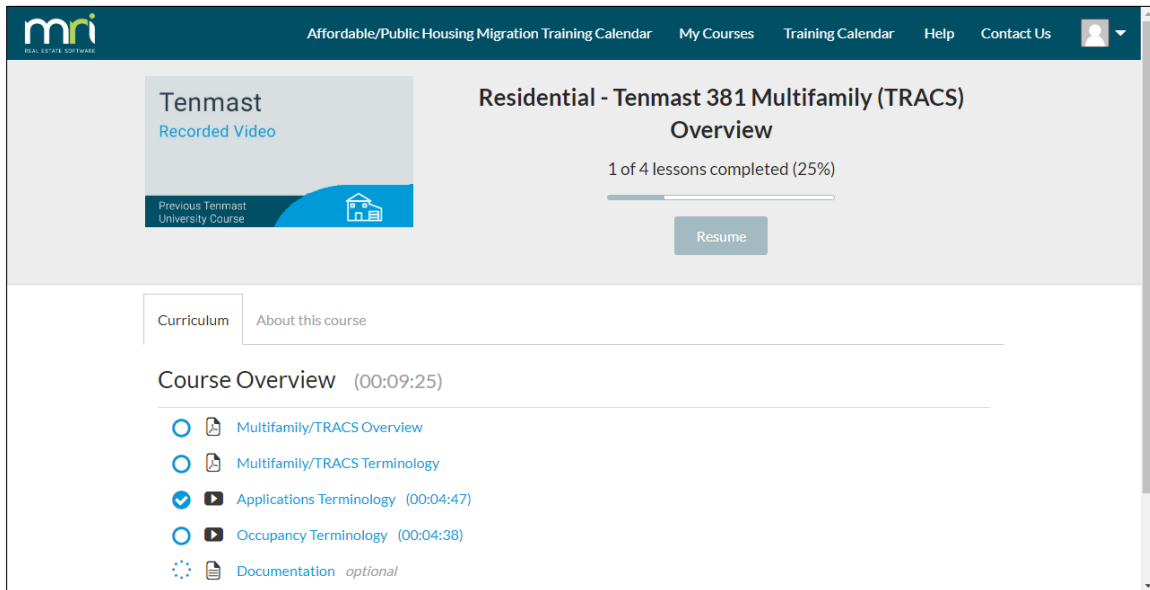 mri
REAL ESTATE SOFTWARE
Affordable/Public Housing Migration Training Calendar My Courses Training Calendar Help Contact Us
Tenmast
Recorded Video
Previous Tenmast
University Course
Residential - Tenmast 381 Multifamily (TRACS)
Overview
1 of 4 lessons completed (25%)
Resume
Curriculum About this course
Course Overview (00:09:25)
Multifamily/TRACS Overview
Multifamily/TRACS Terminology
Applications Terminology (00:04:47)
Occupancy Terminology (00:04:38)
Documentation optional